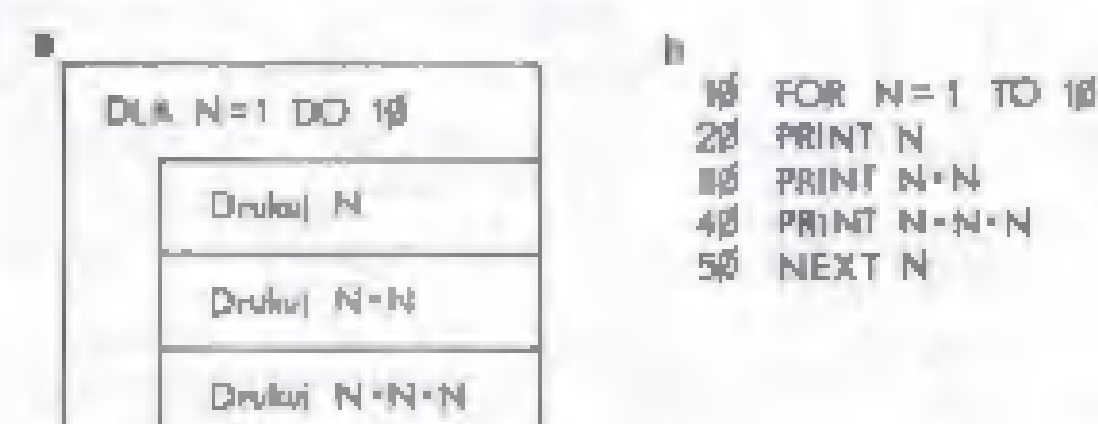 a
DLA N=1 DO 1Ø
Drukuj N
Drukuj N*N
Drukuj N*N*N
b
1Ø FOR N=1 TO 1Ø
2Ø PRINT N
3Ø PRINT N*N
4Ø PRINT N*N*N
5Ø NEXT N